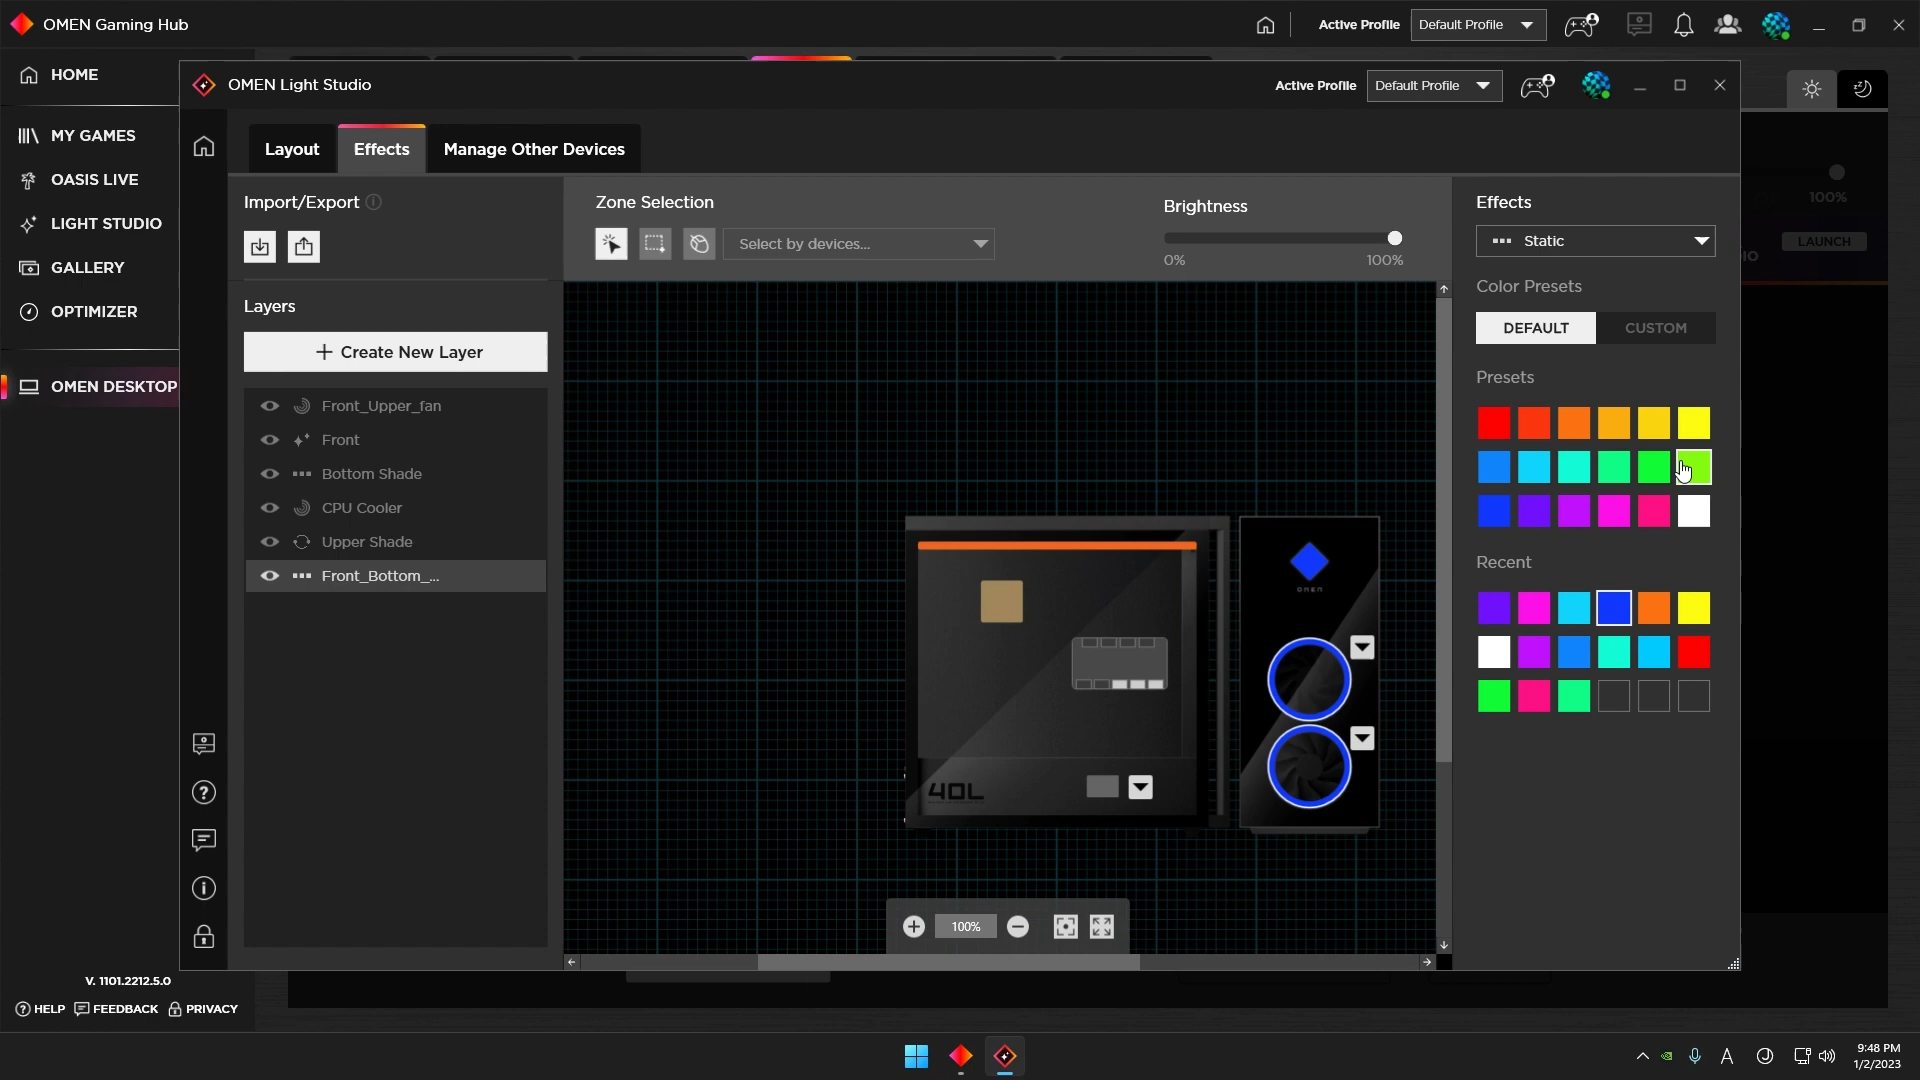 OMEN Gaming Hub
Active Profile
Default Profile
HOME
MY GAMES
OASIS LIVE
LIGHT STUDIO
GALLERY
OPTIMIZER
OMEN DESKTOP
V. 1101.2212.5.0
HELP
FEEDBACK
PRIVACY
OMEN Light Studio
Active Profile
Default Profile
Layout
Effects
Manage Other Devices
Import/Export
Layers
Create New Layer
Front_Upper_fan
Front
Bottom Shade
CPU Cooler
Upper Shade
Front_Bottom_...
Zone Selection
Select by devices...
Brightness
0%
100%
OMEN
40L
100%
Effects
Static
Color Presets
DEFAULT
CUSTOM
Presets
Recent
100%
LAUNCH
IO
9:48 PM
1/2/2023